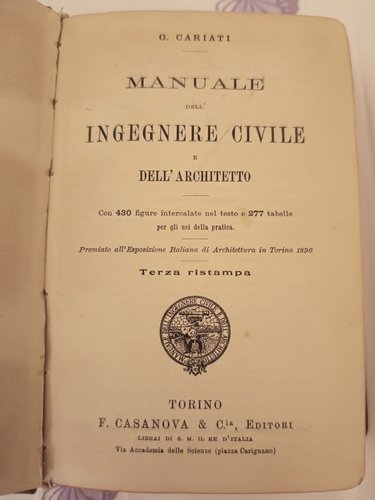 G. CARIATI
MANUALE
DELL'
INGEGNERE CIVILE
E
DELL'ARCHITETTO
Con 430 figure intercalate nel testo e 277 tabelle
per gli usi della pratica.
Premiato all'Esposizione Italiana di Architettura in Torino 1890
Terza ristampa
TORINO
F. CASANOVA & C.ia, EDITORI
LIBRAI DI S. M. IL RE D'ITALIA
Via Accademia delle Scienze (piazza Carignano)